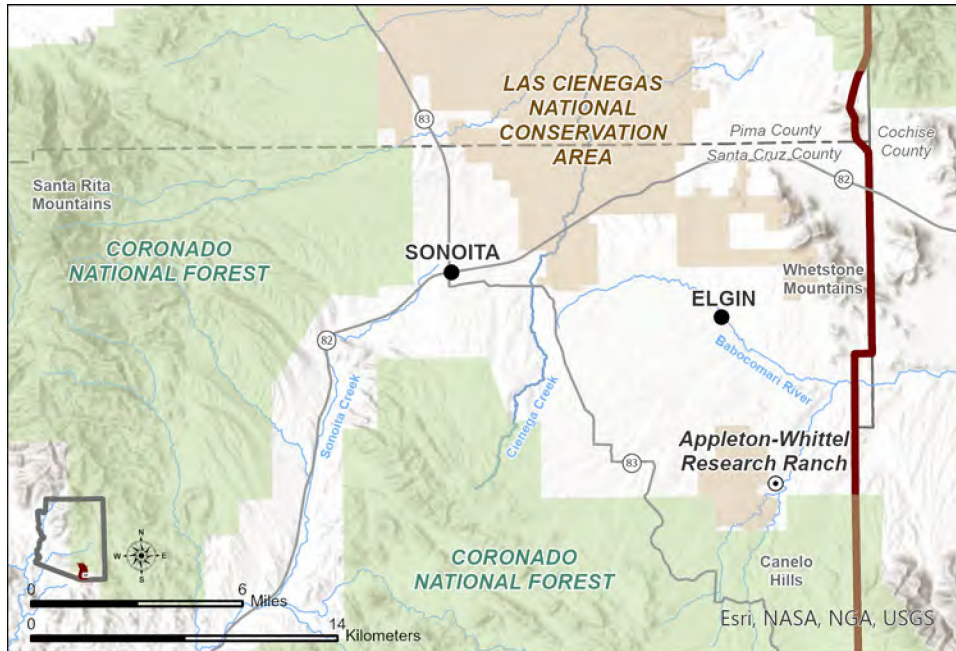 LAS CIENEGAS
NATIONAL
CONSERVATION
AREA
83
Pima County
Cochise
County
Santa Cruz County
82
Santa Rita
Mountains
CORONADO
NATIONAL FOREST
SONOITA
Whetstone
Mountains
ELGIN
82
Babocomari River
Sonoita Creek
Cienega Creek
Appleton-Whittel
Research Ranch
83
N
W E
S
CORONADO
NATIONAL FOREST
Canelo
Hills
0 6
Miles
0 14
Kilometers
Esri, NASA, NGA, USGS